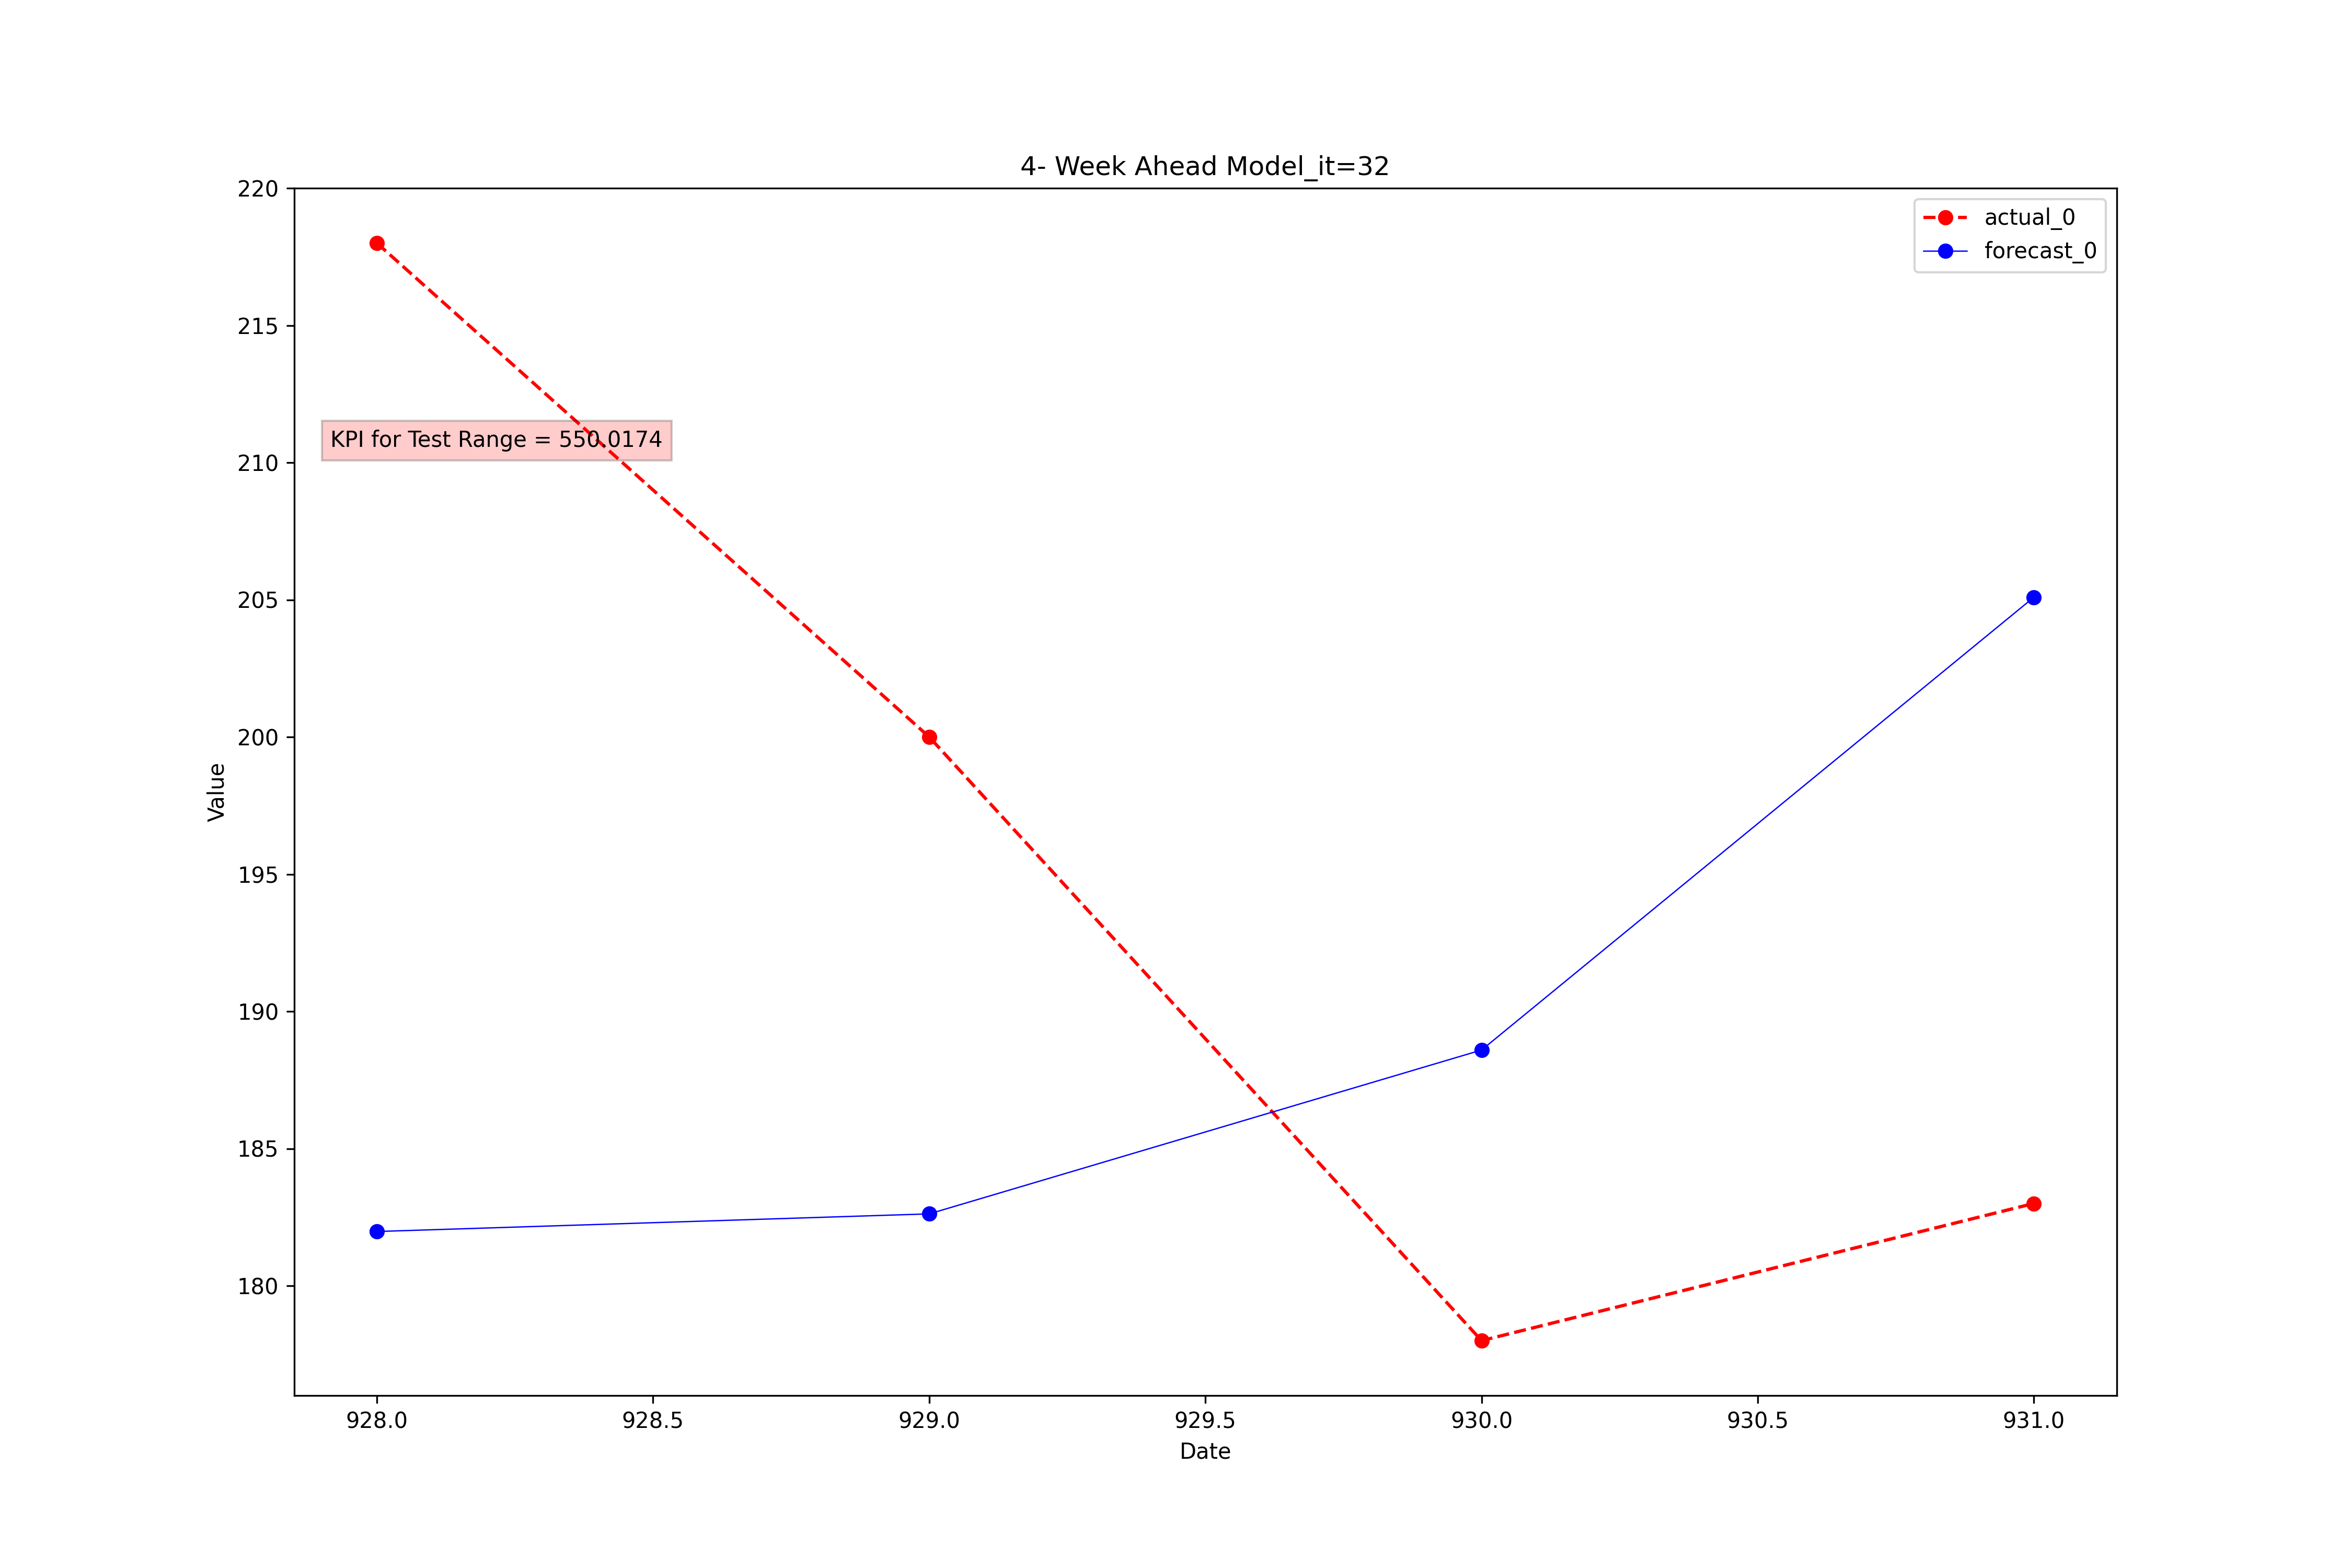 4- Week Ahead Model_it=32
220
215
210
205
200
195
190
185
180
Value
KPI for Test Range = 550.0174
actual_0
forecast_0
928.0 928.5 929.0 929.5 930.0 930.5 931.0
Date